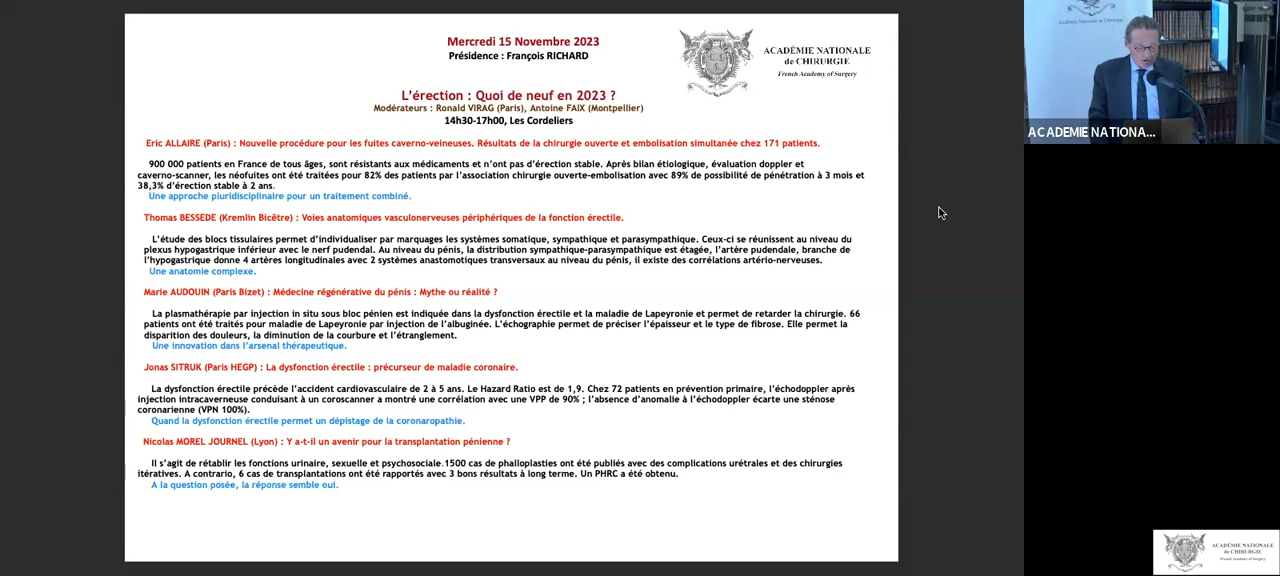 Mercredi 15 Novembre 2023
Présidence : François RICHARD
ACADÉMIE NATIONALE
de CHIRURGIE
French Academy of Surgery
L'érection : Quoi de neuf en 2023 ?
Modérateurs : Ronald VIRAG (Paris), Antoine FAIX (Montpellier)
14h30-17h00, Les Cordeliers
Eric ALLAIRE (Paris) : Nouvelle procédure pour les fuites caverno-veineuses. Résultats de la chirurgie ouverte et embolisation simultanée chez 171 patients.
900 000 patients en France de tous âges, sont résistants aux médicaments et n'ont pas d'érection stable. Après bilan étiologique, évaluation doppler et
caverno-scanner, les néofuites ont été traitées pour 82% des patients par l'association chirurgie ouverte-embolisation avec 89% de possibilité de pénétration à 3 mois et
38,3% d'érection stable à 2 ans.
Une approche pluridisciplinaire pour un traitement combiné.
Thomas BESSEDE (Kremlin Bicêtre) : Voies anatomiques vasculonerveuses périphériques de la fonction érectile.
L'étude des blocs tissulaires permet d'individualiser par marquages les systèmes somatique, sympathique et parasympathique. Ceux-ci se réunissent au niveau du
plexus hypogastrique inférieur avec le nerf pudendal. Au niveau du pénis, la distribution sympathique-parasympathique est étagée, l'artère pudendale, branche de
l'hypogastrique donne 4 artères longitudinales avec 2 systèmes anastomotiques transversaux au niveau du pénis, il existe des corrélations artério-nerveuses.
Une anatomie complexe.
Marie AUDOUIN (Paris Bizet) : Médecine régénérative du pénis : Mythe ou réalité ?
La plasmathérapie par injection in situ sous bloc pénien est indiquée dans la dysfonction érectile et la maladie de Lapeyronie et permet de retarder la chirurgie. 66
patients ont été traités pour maladie de Lapeyronie par injection de l'albuginée. L'échographie permet de préciser l'épaisseur et le type de fibrose. Elle permet la
disparition des douleurs, la diminution de la courbure et l'étranglement.
Une innovation dans l'arsenal thérapeutique.
Jonas SITRUK (Paris HEGP) : La dysfonction érectile : précurseur de maladie coronaire.
La dysfonction érectile précède l'accident cardiovasculaire de 2 à 5 ans. Le Hazard Ratio est de 1,9. Chez 72 patients en prévention primaire, l'échodoppler après
injection intracaverneuse conduisant à un coroscanner a montré une corrélation avec une VPP de 90% ; l'absence d'anomalie à l'échodoppler écarte une sténose
coronarienne (VPN 100%).
Quand la dysfonction érectile permet un dépistage de la coronaropathie.
Nicolas MOREL JOURNEL (Lyon) : Y a-t-il un avenir pour la transplantation pénienne ?
Il s'agit de rétablir les fonctions urinaire, sexuelle et psychosociale.1500 cas de phalloplasties ont été publiés avec des complications urétrales et des chirurgies
itératives. A contrario, 6 cas de transplantations ont été rapportés avec 3 bons résultats à long terme. Un PHRC a été obtenu.
A la question posée, la réponse semble oui.
ACADEMIE NATIONA...
ACADÉMIE NATIONALE
de CHIRURGIE
French Academy of Surgery